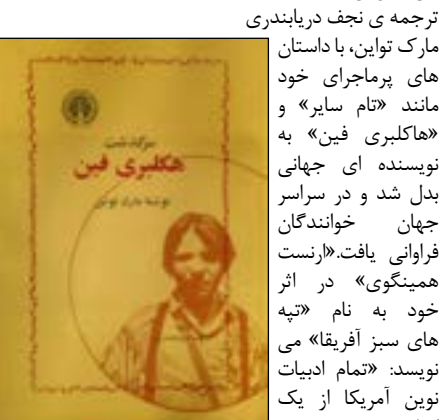 ترجمه ی نجف دریابندری
مارک تواین، با داستان
های پرماجرای خود
مانند «تام سایر» و
«هاکلبری فین» به
نویسنده ای جهانی
بدل شد و در سراسر
جهان خوانندگان
فراوانی یافت.«ارنست
همینگوی» در اثر
خود به نام «تپه
های سبز آفریقا» می
نویسد: «تمام ادبیات
نوین آمریکا از یک
سرگذشت
هکلبری فین
نوشته مارک توین